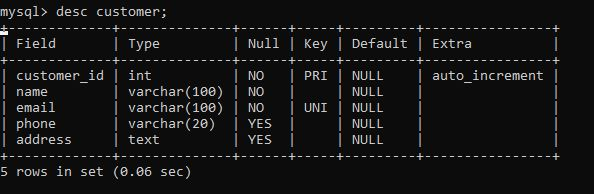 mysql> desc customer;
+-------------+--------------+------+-----+---------+----------------+
| Field       | Type         | Null | Key | Default | Extra          |
+-------------+--------------+------+-----+---------+----------------+
| customer_id | int          | NO   | PRI | NULL    | auto_increment |
| name        | varchar(100) | NO   |     | NULL    |                |
| email       | varchar(100) | NO   | UNI | NULL    |                |
| phone       | varchar(20)  | YES  |     | NULL    |                |
| address     | text         | YES  |     | NULL    |                |
+-------------+--------------+------+-----+---------+----------------+
5 rows in set (0.06 sec)